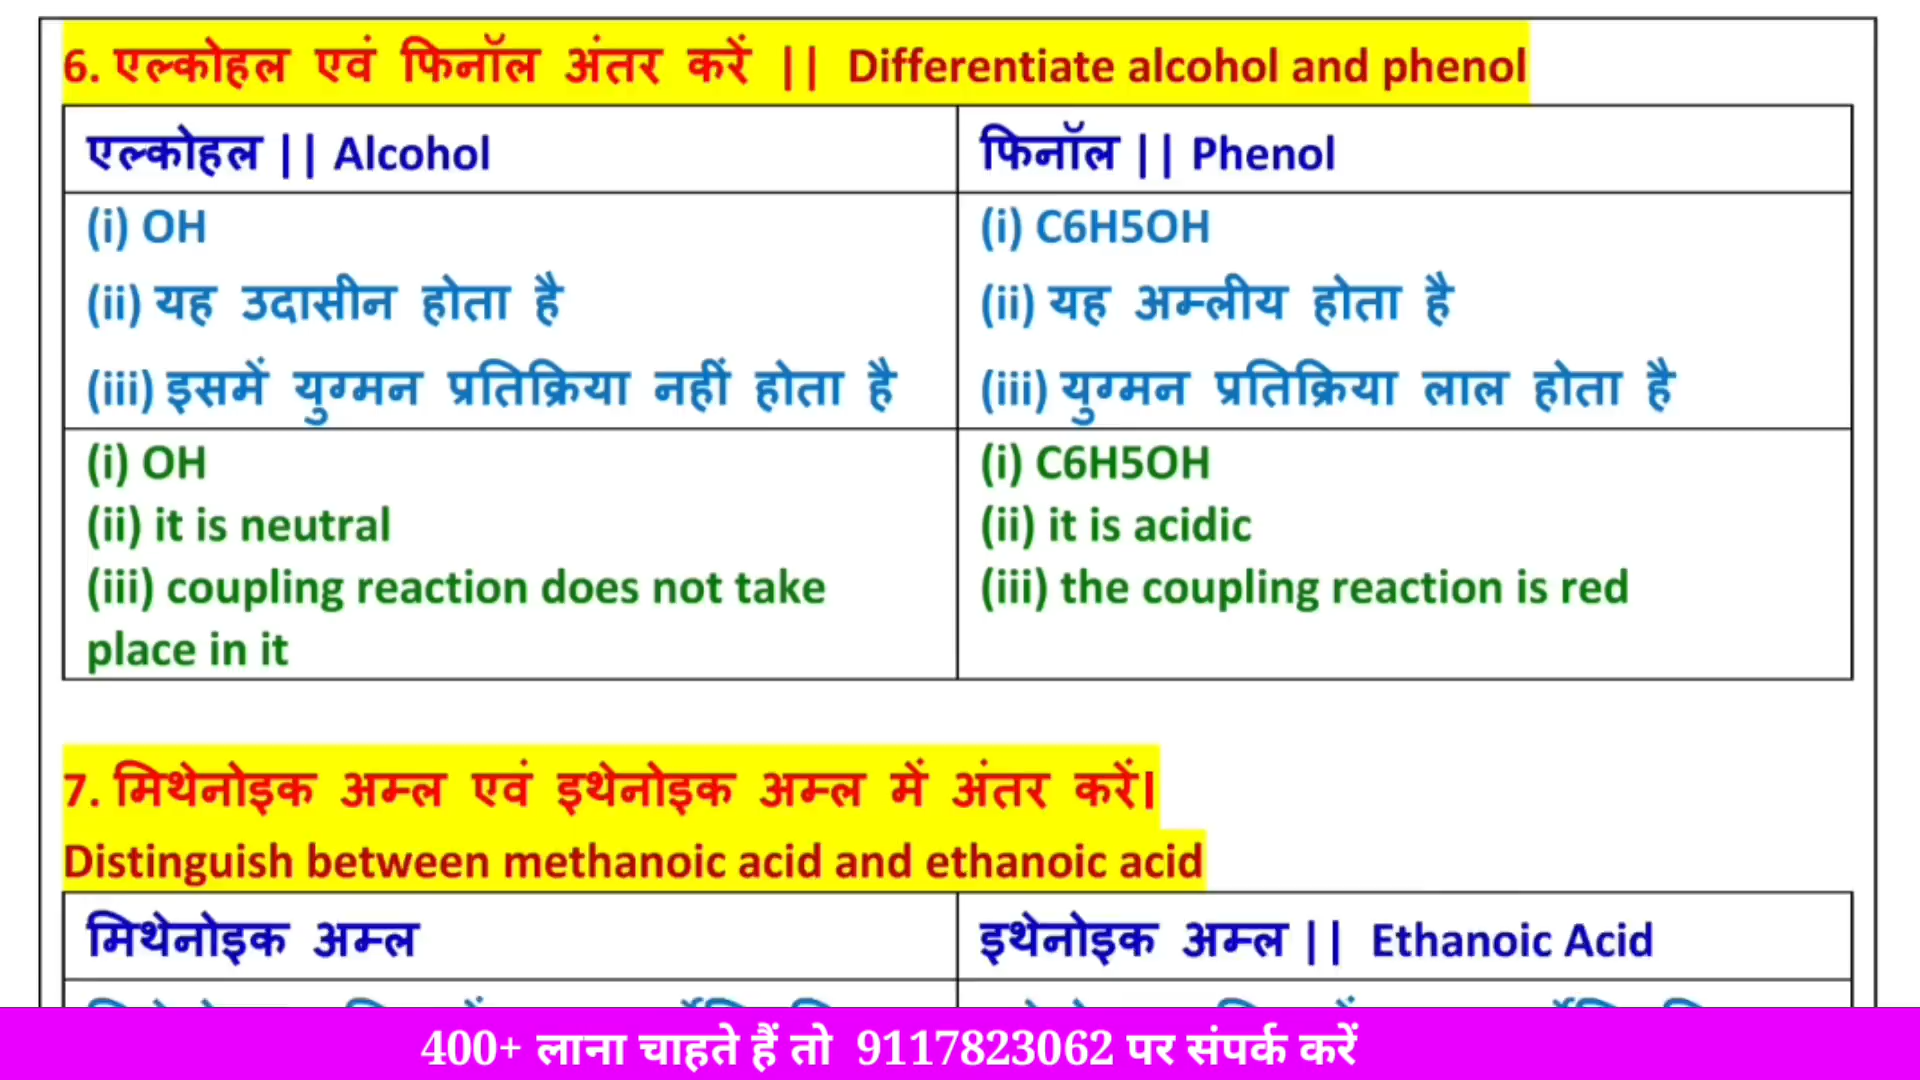 6. एल्कोहल एवं फिनॉल अंतर करें || Differentiate alcohol and phenol
एल्कोहल || Alcohol
फिनॉल || Phenol
(i) OH
(ii) यह उदासीन होता है
(iii) इसमें युग्मन प्रतिक्रिया नहीं होता है
(i) C6H5OH
(ii) यह अम्लीय होता है
(iii) युग्मन प्रतिक्रिया लाल होता है
(i) OH
(ii) it is neutral
(iii) coupling reaction does not take
place in it
(i) C6H5OH
(ii) it is acidic
(iii) the coupling reaction is red
7. मिथेनोइक अम्ल एवं इथेनोइक अम्ल में अंतर करें।
Distinguish between methanoic acid and ethanoic acid
मिथेनोइक अम्ल
इथेनोइक अम्ल || Ethanoic Acid
400+ लाना चाहते हैं तो 9117823062 पर संपर्क करें